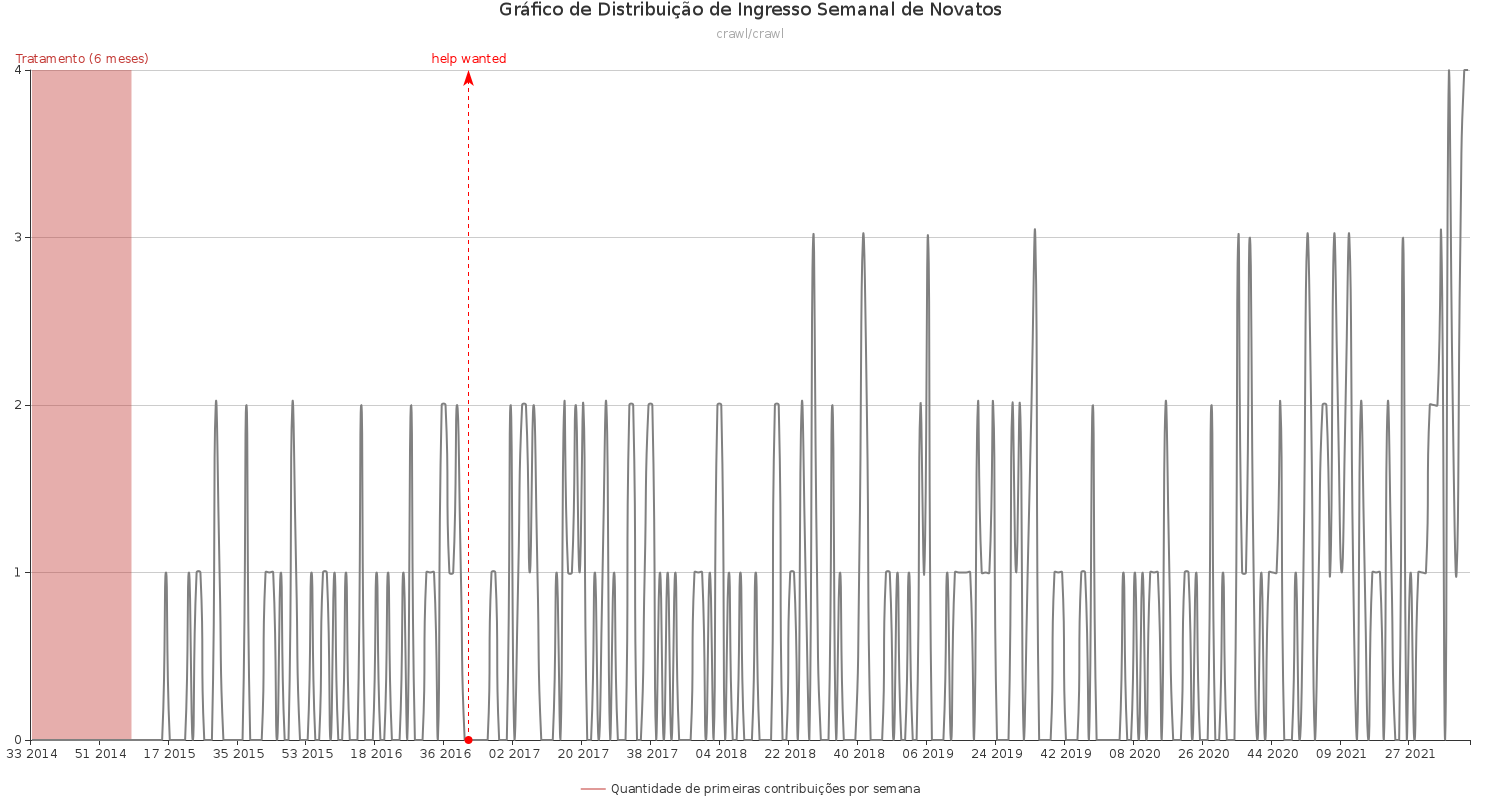 Gráfico de Distribuição de Ingresso Semanal de Novatos
crawl/crawl
Tratamento (6 meses)
help wanted
4
3
2
1
0
33 2014 51 2014 17 2015 35 2015 53 2015 18 2016 36 2016 02 2017 20 2017 38 2017 04 2018 22 2018 40 2018 06 2019 24 2019 42 2019 08 2020 26 2020 44 2020 09 2021 27 2021
Quantidade de primeiras contribuições por semana